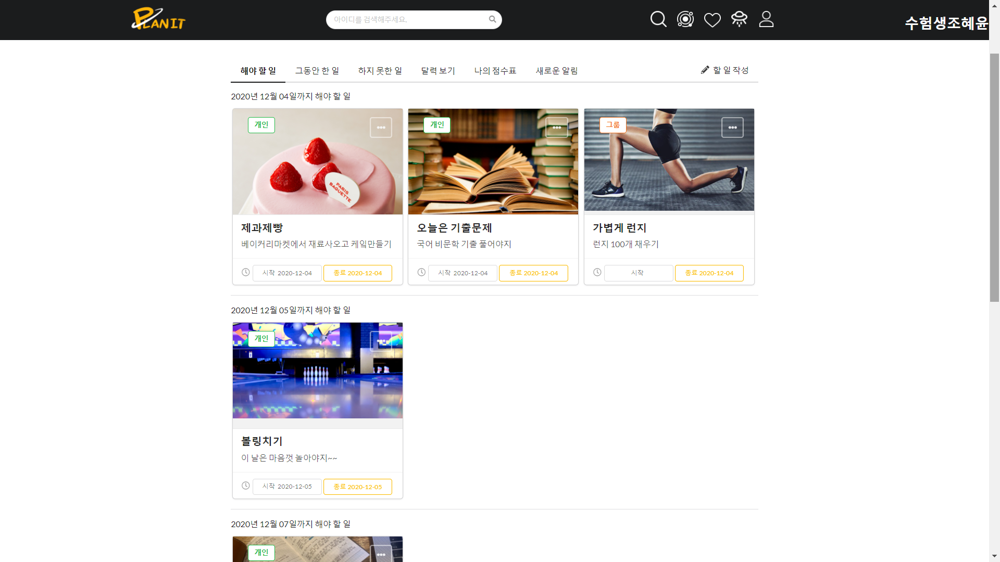 PLANIT
아이디를 검색해주세요.
수험생조혜윤
해야 할 일 그동안 한 일 하지 못한 일 달력 보기 나의 점수표 새로운 알림 할 일 작성
2020년 12월 04일까지 해야 할 일
개인
PARIS
BAGUETTE
제과제빵
베이커리마켓에서 재료사오고 케잌만들기
시작 2020-12-04 종료 2020-12-04
개인
오늘은 기출문제
국어 비문학 기출 풀어야지
시작 2020-12-04 종료 2020-12-04
그룹
가볍게 런지
런지 100개 채우기
시작 종료 2020-12-04
2020년 12월 05일까지 해야 할 일
개인
볼링치기
이 날은 마음껏 놀아야지~~
시작 2020-12-05 종료 2020-12-05
2020년 12월 07일까지 해야 할 일
개인